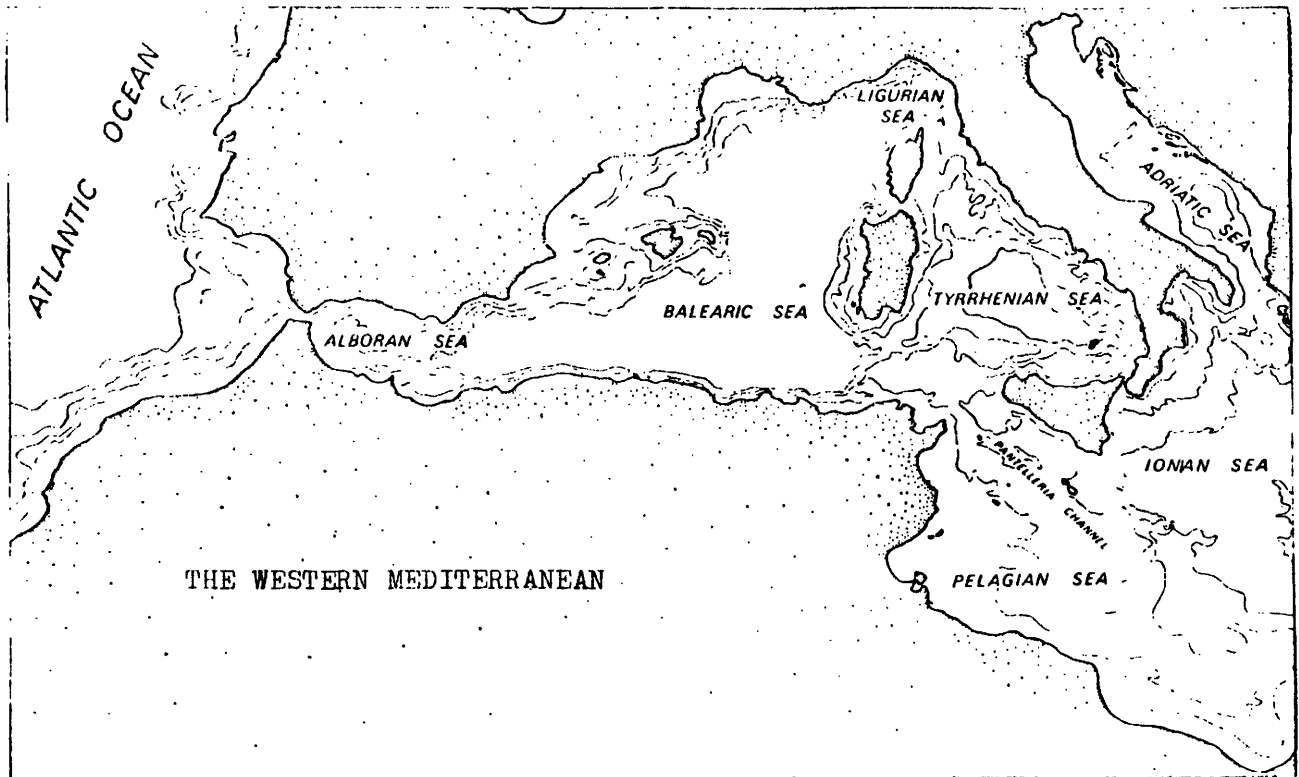 ATLANTIC OCEAN
LIGURIAN
SEA
ADRIATIC SEA
BALEARIC SEA
TYRRHENIAN SEA
ALBORAN SEA
IONIAN SEA
PANTELLERIA CHANNEL
THE WESTERN MEDITERRANEAN
PELAGIAN SEA